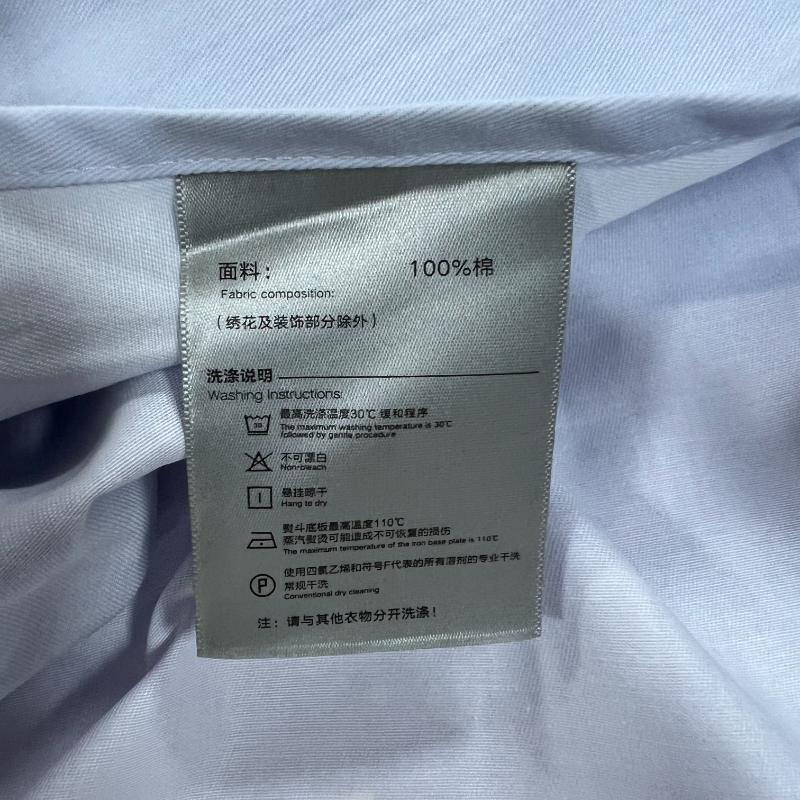 面料： 100%棉
Fabric composition:
（绣花及装饰部分除外）
洗涤说明
Washing Instructions:
最高洗涤温度30℃ 缓和程序
30
The maximum washing temperature is 30℃
followed by gentle procedure
不可漂白
Non-bleach
悬挂晾干
Hang to dry
熨斗底板最高温度110℃
蒸汽熨烫可能造成不可恢复的损伤
The maximum temperature of the iron base plate is 110℃
使用四氯乙烯和符号F代表的所有溶剂的专业干洗
P
常规干洗
Conventional dry cleaning
注：请与其他衣物分开洗涤！